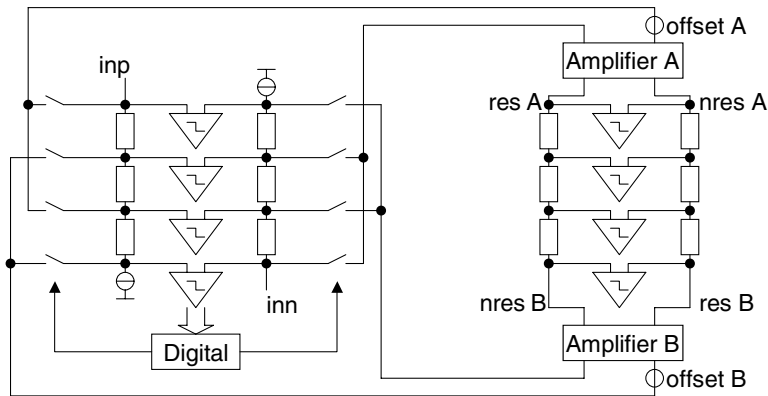 offset A
Amplifier A
inp
res A
nres A
inn
nres B
res B
Digital
Amplifier B
offset B